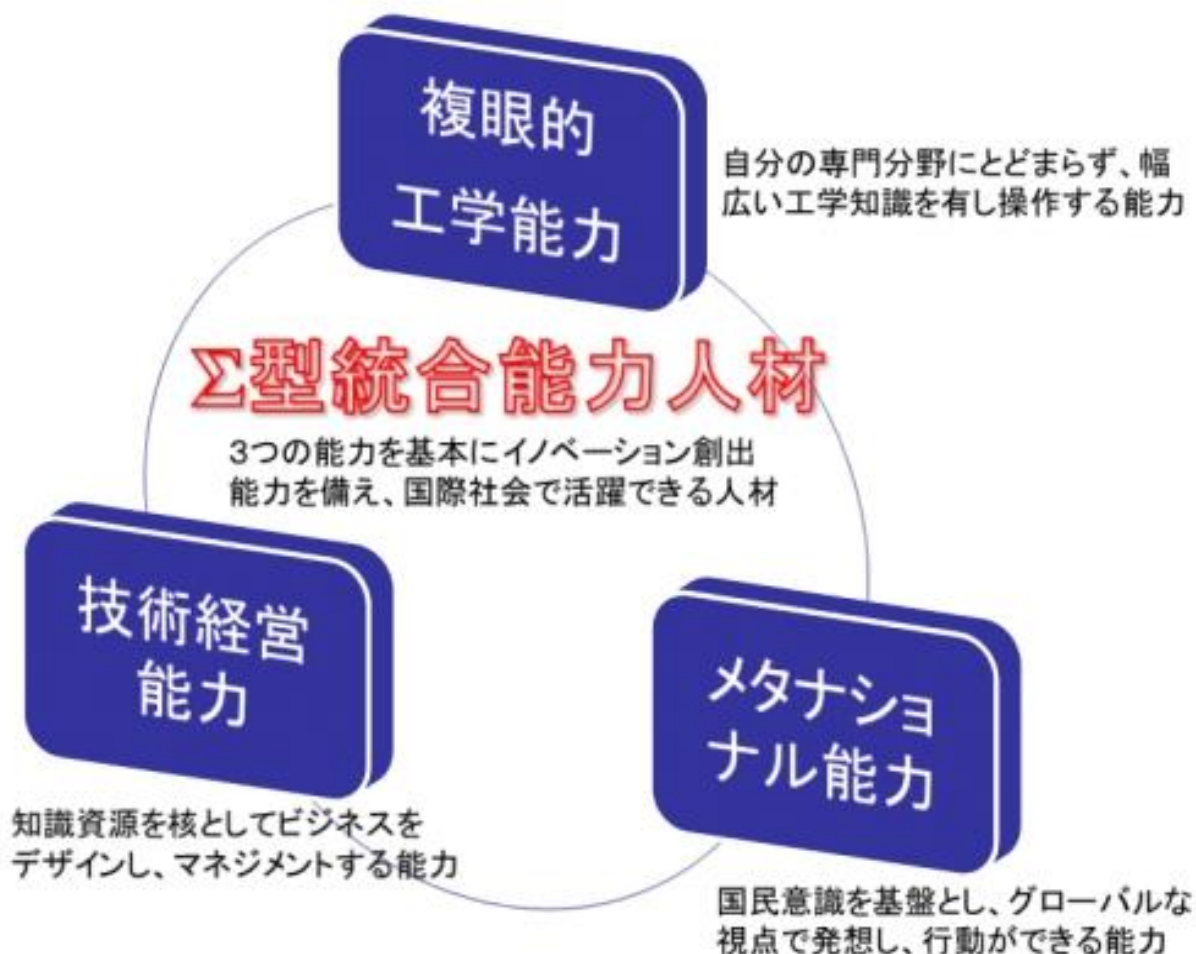 複眼的
工学能力
自分の専門分野にとどまらず、幅
広い工学知識を有し操作する能力
Σ型統合能力人材
3つの能力を基本にイノベーション創出
能力を備え、国際社会で活躍できる人材
技術経営
能力
知識資源を核としてビジネスを
デザインし、マネジメントする能力
メタナショ
ナル能力
国民意識を基盤とし、グローバルな
視点で発想し、行動ができる能力